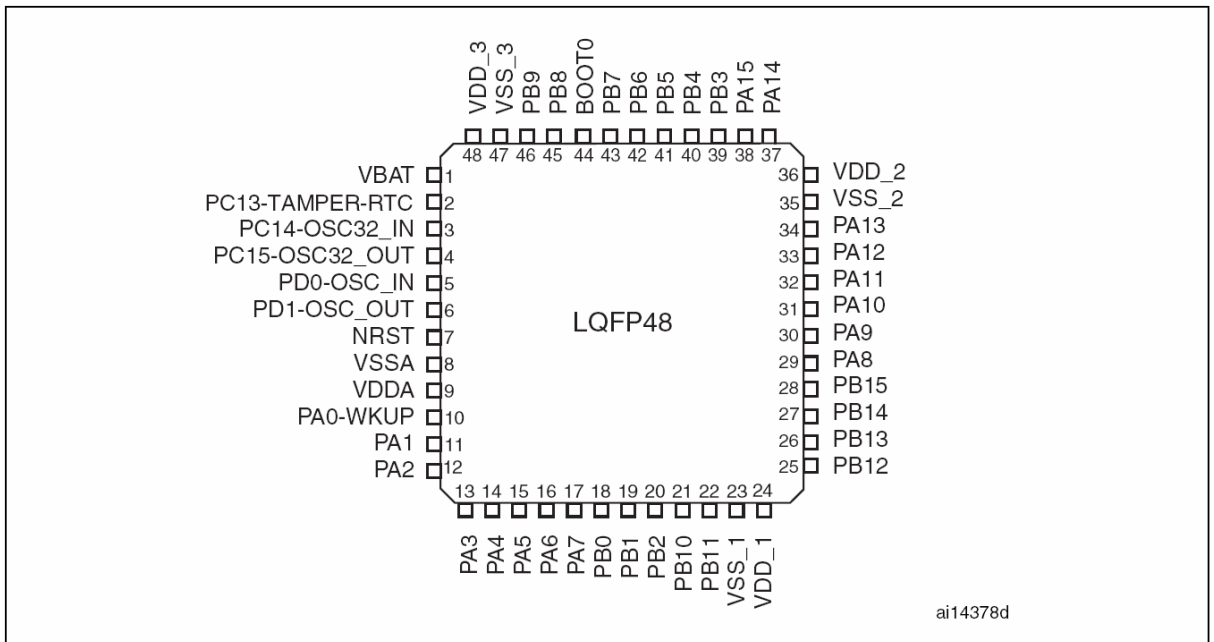 VDD_3
VSS_3
PB9
PB8
BOOT0
PB7
PB6
PB5
PB4
PB3
PA15
PA14
48 47 46 45 44 43 42 41 40 39 38 37
VBAT 1
PC13-TAMPER-RTC 2
PC14-OSC32_IN 3
PC15-OSC32_OUT 4
PD0-OSC_IN 5
PD1-OSC_OUT 6
NRST 7
VSSA 8
VDDA 9
PA0-WKUP 10
PA1 11
PA2 12
LQFP48
36 VDD_2
35 VSS_2
34 PA13
33 PA12
32 PA11
31 PA10
30 PA9
29 PA8
28 PB15
27 PB14
26 PB13
25 PB12
13 14 15 16 17 18 19 20 21 22 23 24
PA3
PA4
PA5
PA6
PA7
PB0
PB1
PB2
PB10
PB11
VSS_1
VDD_1
ai14378d